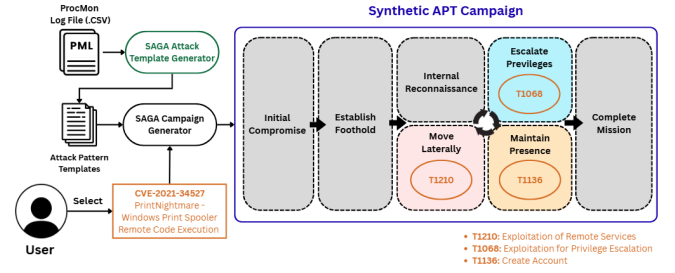 ProcMon
Log File (.CSV)
PML
SAGA Attack
Template Generator
Attack Pattern
Templates
SAGA Campaign
Generator
User
Select
CVE-2021-34527
PrintNightmare -
Windows Print Spooler
Remote Code Execution
Synthetic APT Campaign
Initial
Compromise
Establish
Foothold
Internal
Reconnaissance
Move
Laterally
T1210
Escalate
Previleges
T1068
Maintain
Presence
T1136
Complete
Mission
• T1210: Exploitation of Remote Services
• T1068: Exploitation for Privilege Escalation
• T1136: Create Account